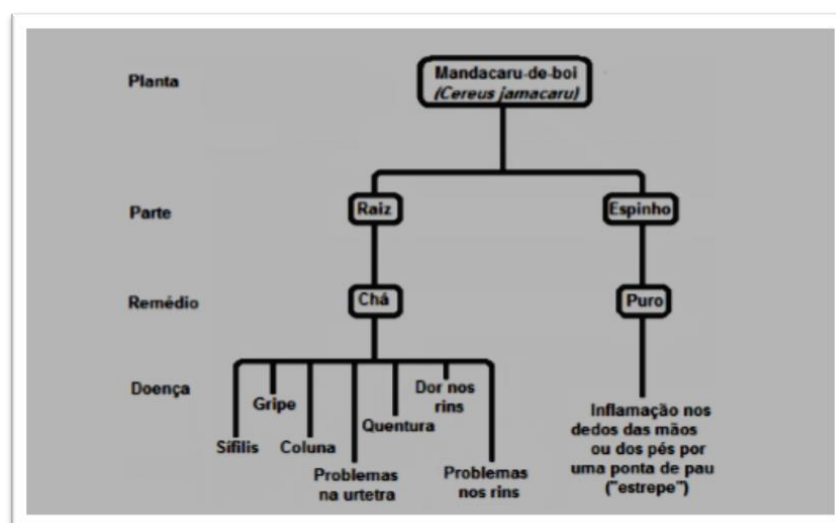 Planta
Mandacaru-de-boi
(Cereus jamacaru)
Parte
Raiz
Espinho
Remédio
Chá
Puro
Doença
Sífilis
Gripe
Coluna
Problemas
na urtetra
Quentura
Dor nos
rins
Problemas
nos rins
Inflamação nos
dedos das mãos
ou dos pés por
uma ponta de pau
("estrepe")